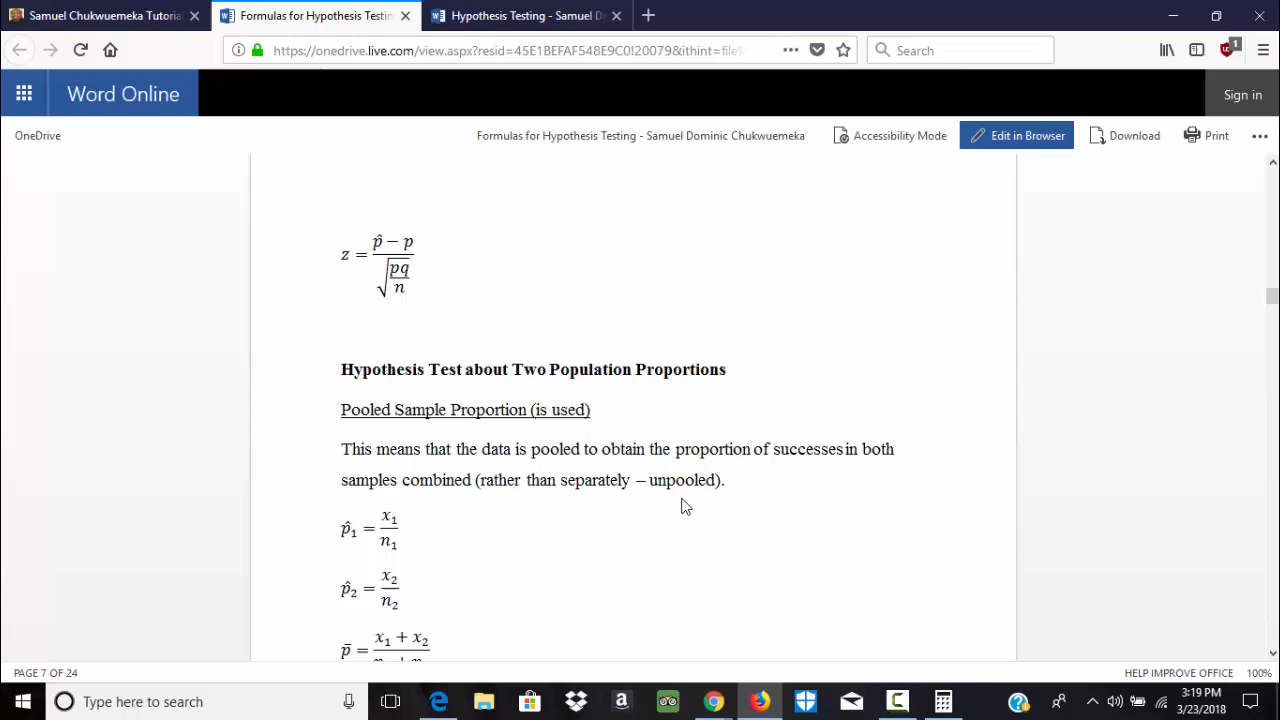 Samuel Chukwuemeka Tutorial
Formulas for Hypothesis Testin
Hypothesis Testing - Samuel D
https://onedrive.live.com/view.aspx?resid=45E1BEFAF548E9C0!20079&ithint=file
Search
1
Word Online
Sign in
OneDrive
Formulas for Hypothesis Testing - Samuel Dominic Chukwuemeka
Accessibility Mode
Edit in Browser
Download
Print
z = p̂ − p / √(pq/n)
Hypothesis Test about Two Population Proportions
Pooled Sample Proportion (is used)
This means that the data is pooled to obtain the proportion of successes in both
samples combined (rather than separately – unpooled).
p̂₁ = x₁/n₁
p̂₂ = x₂/n₂
p̄ = x₁ + x₂
PAGE 7 OF 24
HELP IMPROVE OFFICE
100%
Type here to search
3:19 PM
3/23/2018